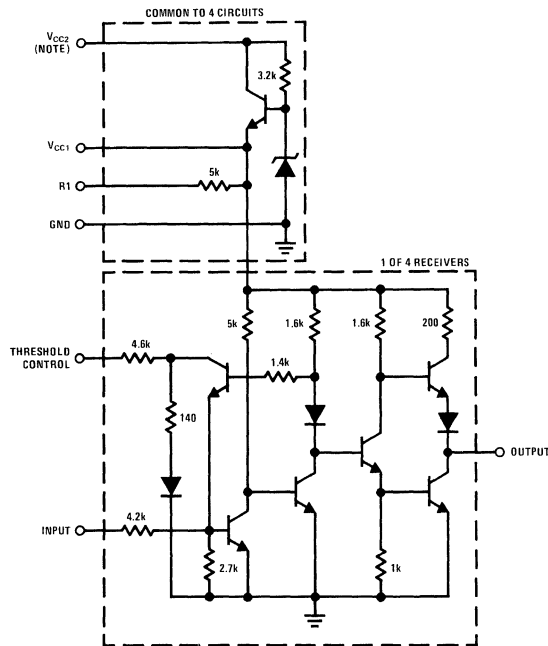 COMMON TO 4 CIRCUITS
VCC2
(NOTE)
3.2k
VCC1
5k
R1
GND
1 OF 4 RECEIVERS
5k
1.6k
1.6k
200
4.6k
THRESHOLD
CONTROL
1.4k
140
OUTPUT
4.2k
INPUT
2.7k
1k